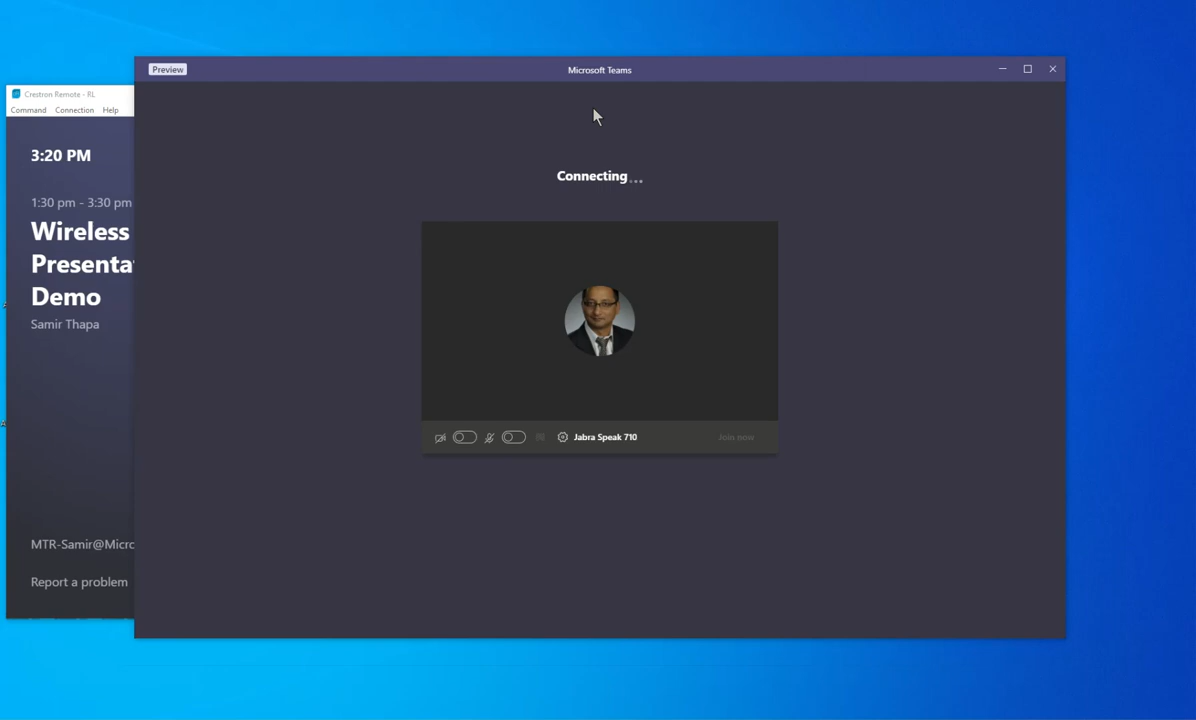 Preview
Microsoft Teams
Crestron Remote - RL
Command Connection Help
3:20 PM
1:30 pm - 3:30 pm
Wireless
Presenta
Demo
Samir Thapa
MTR-Samir@Micro
Report a problem
Connecting...
Jabra Speak 710
Join now